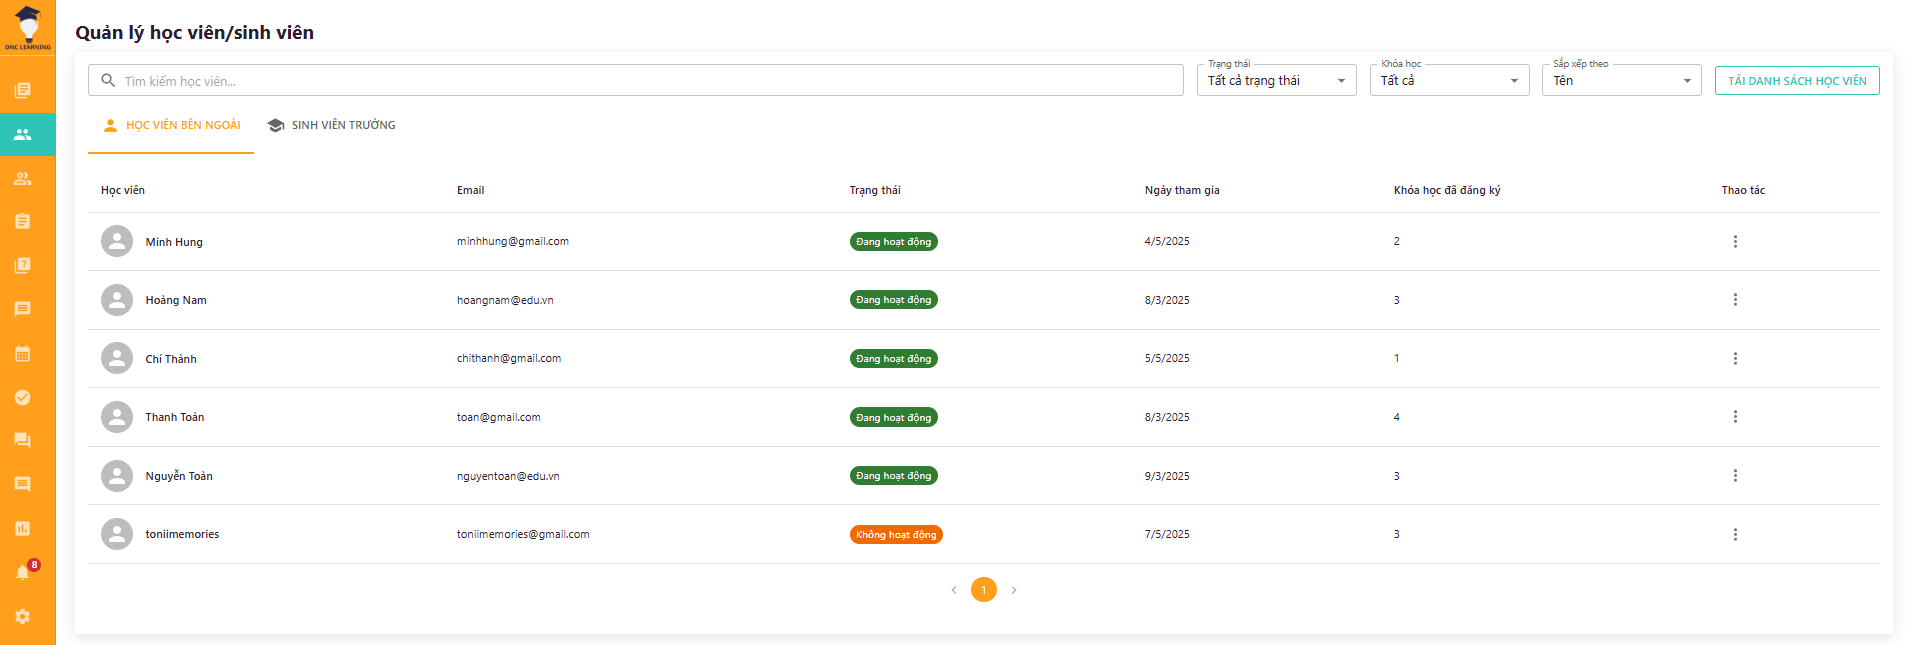 DNC LEARNING
Quản lý học viên/sinh viên
Tìm kiếm học viên...
Trạng thái
Tất cả trạng thái
Khóa học
Tất cả
Sắp xếp theo
Tên
TẢI DANH SÁCH HỌC VIÊN
HỌC VIÊN BÊN NGOÀI
SINH VIÊN TRƯỜNG
Học viên Email Trạng thái Ngày tham gia Khóa học đã đăng ký Thao tác
Minh Hung minhhung@gmail.com Đang hoạt động 4/5/2025 2
Hoàng Nam hoangnam@edu.vn Đang hoạt động 8/3/2025 3
Chí Thành chithanh@gmail.com Đang hoạt động 5/5/2025 1
Thanh Toàn toan@gmail.com Đang hoạt động 8/3/2025 4
Nguyễn Toàn nguyentoan@edu.vn Đang hoạt động 9/3/2025 3
toniimemories toniimemories@gmail.com Không hoạt động 7/5/2025 3
8
1